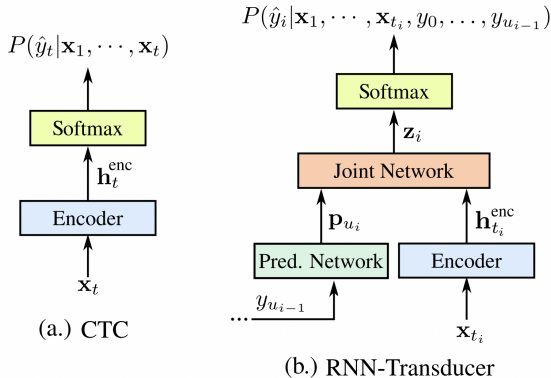 P(ŷ_t|x_1, ⋯, x_t)
Softmax
h_t^enc
Encoder
x_t
(a.) CTC
P(ŷ_i|x_1, ⋯, x_{t_i}, y_0, …, y_{u_{i−1}})
Softmax
z_i
Joint Network
p_{u_i}
h_{t_i}^enc
Pred. Network
Encoder
... y_{u_{i−1}}
x_{t_i}
(b.) RNN-Transducer